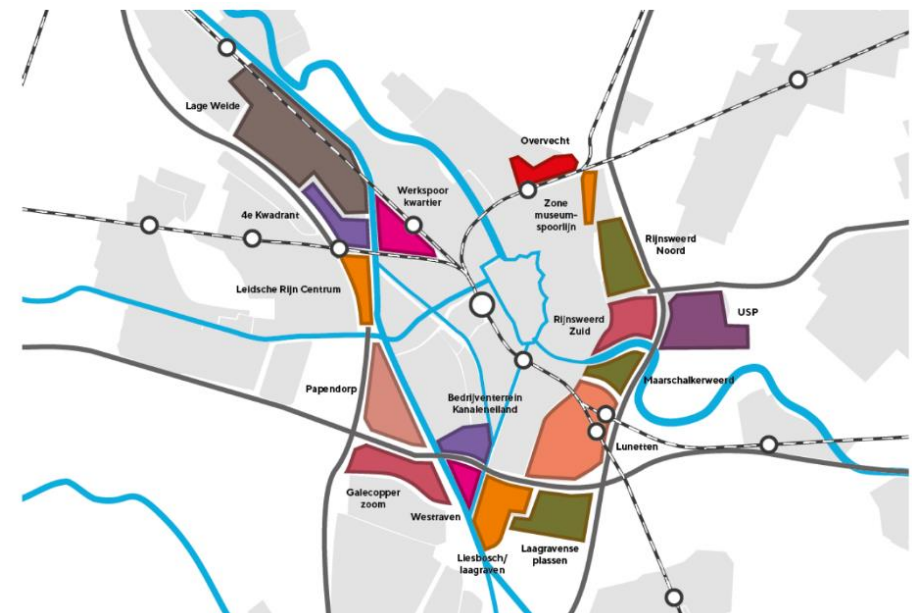 Lage Weide
Overvecht
Werkspoor
kwartier
4e Kwadrant
Zone
museum-
spoorlijn
Rijnsweerd
Noord
Leidsche Rijn Centrum
USP
Rijnsweerd
Zuid
Maarschalkerweerd
Papendorp
Bedrijventerrein
Kanaleneiland
Lunetten
Galecopper
zoom
Westraven
Liesbosch/
laagraven
Laagravense
plassen